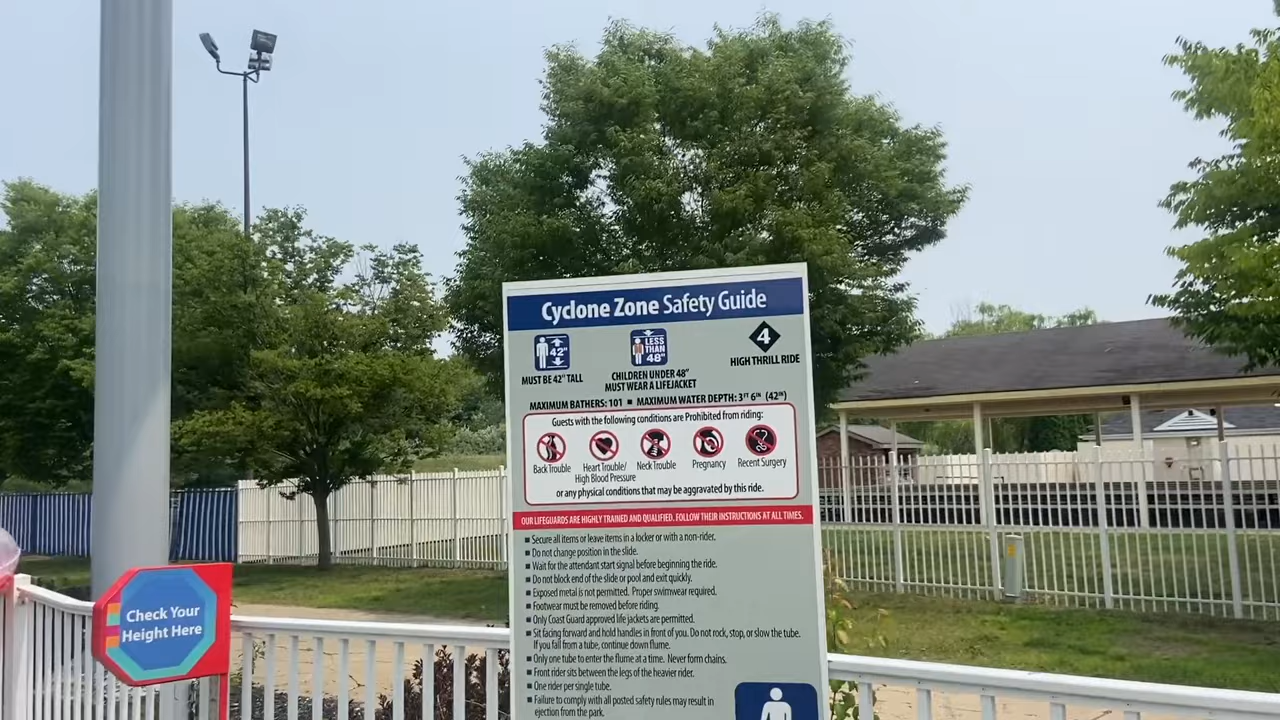 Cyclone Zone Safety Guide
42"
LESS
THAN
48"
4
MUST BE 42" TALL
CHILDREN UNDER 48"
MUST WEAR A LIFEJACKET
HIGH THRILL RIDE
MAXIMUM BATHERS: 101 ■ MAXIMUM WATER DEPTH: 3FT 6IN (42IN)
Guests with the following conditions are Prohibited from riding:
Back Trouble
Heart Trouble/
High Blood Pressure
Neck Trouble
Pregnancy
Recent Surgery
or any physical conditions that may be aggravated by this ride.
OUR LIFEGUARDS ARE HIGHLY TRAINED AND QUALIFIED. FOLLOW THEIR INSTRUCTIONS AT ALL TIMES.
■ Secure all items or leave items in a locker or with a non-rider.
■ Do not change position in the slide.
■ Wait for the attendant start signal before beginning the ride.
■ Do not block end of the slide or pool and exit quickly.
■ Exposed metal is not permitted. Proper swimwear required.
■ Footwear must be removed before riding.
■ Only Coast Guard approved life jackets are permitted.
■ Sit facing forward and hold handles in front of you. Do not rock, stop, or slow the tube.
If you fall from a tube, continue down flume.
■ Only one tube to enter the flume at a time. Never form chains.
■ Front rider sits between the legs of the heavier rider.
■ One rider per single tube.
■ Failure to comply with all posted safety rules may result in
ejection from the park.
Check Your
Height Here